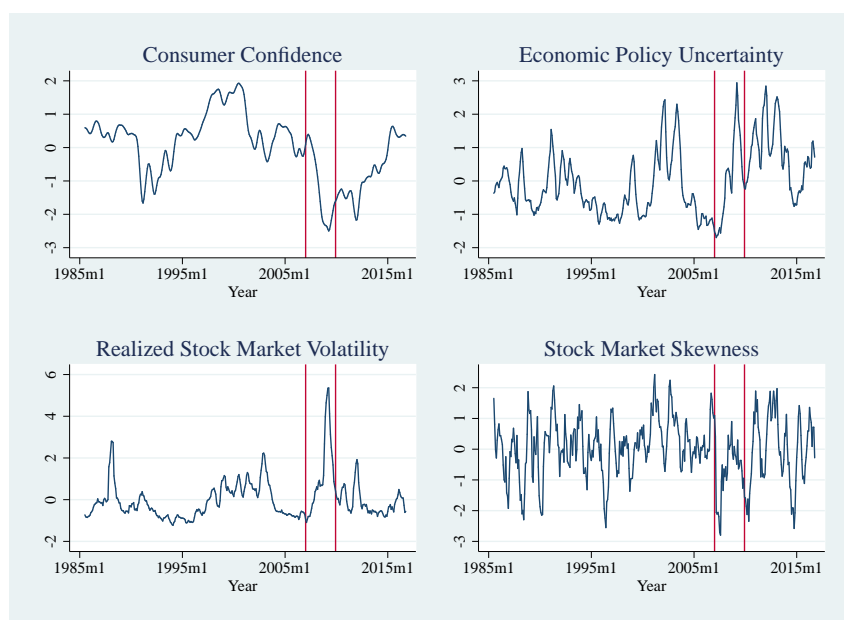 Consumer Confidence
2
1
0
-1
-2
-3
1985m1 1995m1 2005m1 2015m1
Year
Economic Policy Uncertainty
3
2
1
0
-1
-2
1985m1 1995m1 2005m1 2015m1
Year
Realized Stock Market Volatility
6
4
2
0
-2
1985m1 1995m1 2005m1 2015m1
Year
Stock Market Skewness
2
1
0
-1
-2
-3
1985m1 1995m1 2005m1 2015m1
Year